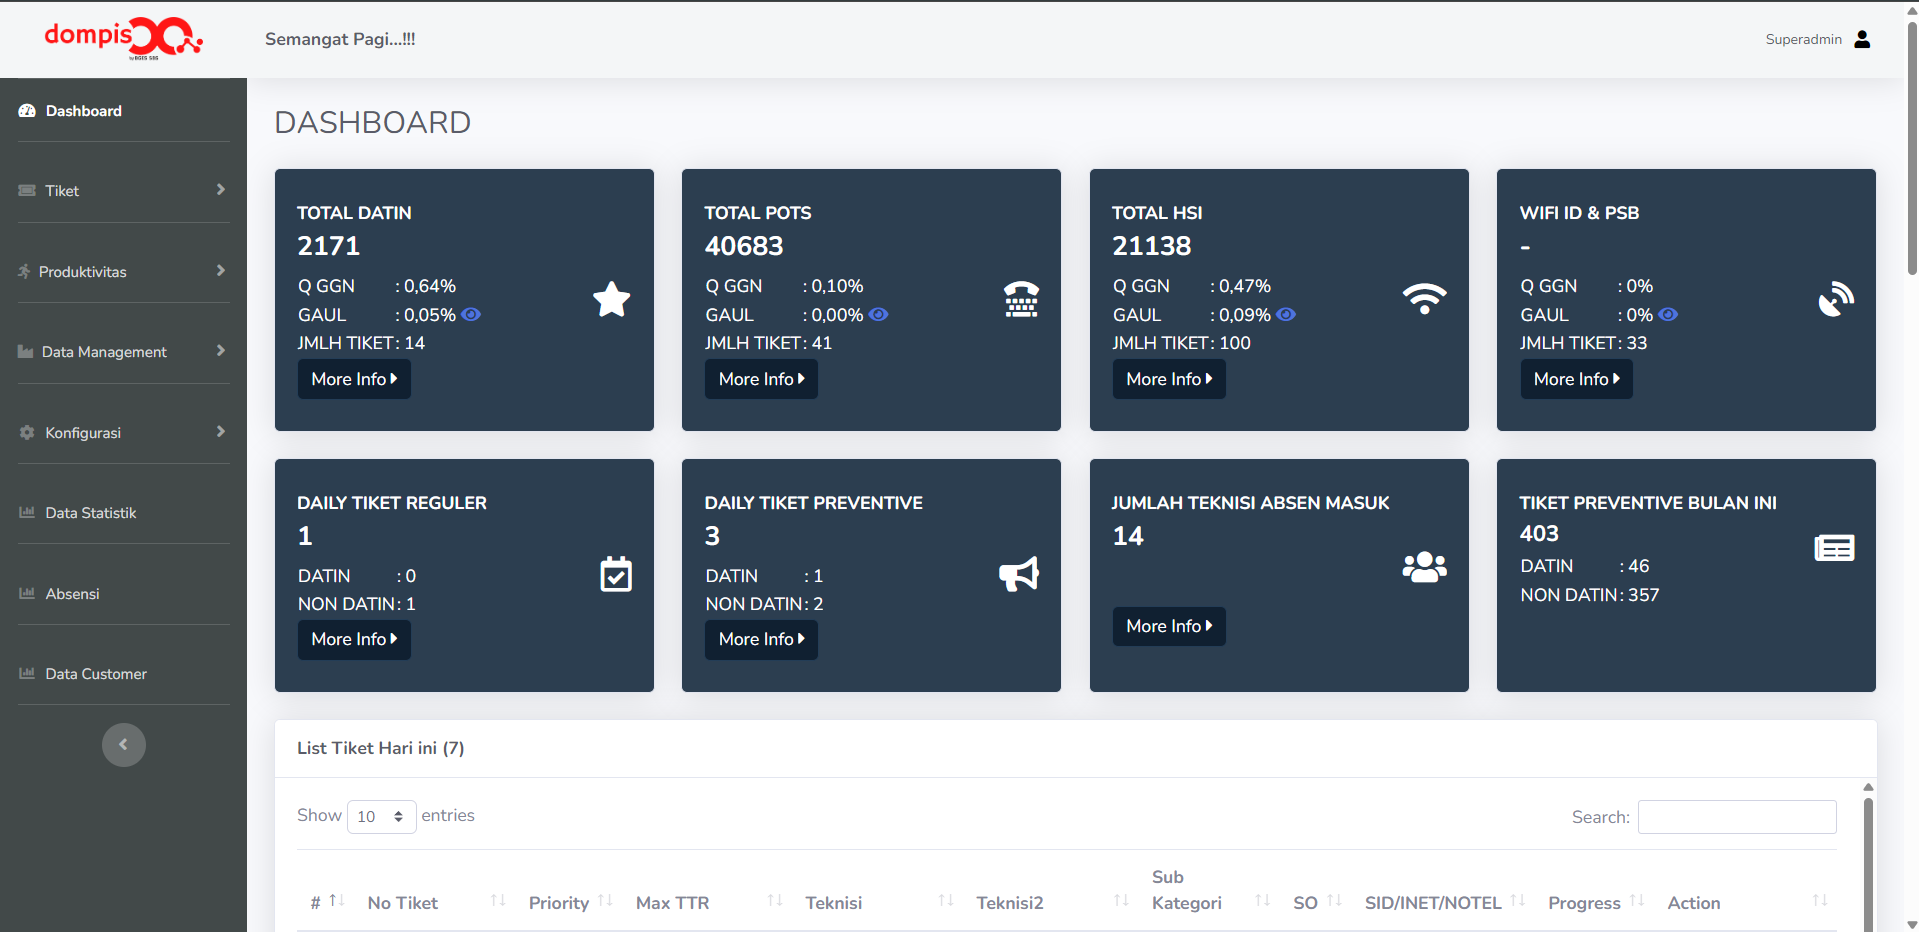 dompis
by BGES SBS
Semangat Pagi...!!!
Superadmin
Dashboard
Tiket
Produktivitas
Data Management
Konfigurasi
Data Statistik
Absensi
Data Customer
DASHBOARD
TOTAL DATIN
2171
Q GGN : 0,64%
GAUL : 0,05%
JMLH TIKET : 14
More Info
TOTAL POTS
40683
Q GGN : 0,10%
GAUL : 0,00%
JMLH TIKET : 41
More Info
TOTAL HSI
21138
Q GGN : 0,47%
GAUL : 0,09%
JMLH TIKET : 100
More Info
WIFI ID & PSB
-
Q GGN : 0%
GAUL : 0%
JMLH TIKET : 33
More Info
DAILY TIKET REGULER
1
DATIN : 0
NON DATIN : 1
More Info
DAILY TIKET PREVENTIVE
3
DATIN : 1
NON DATIN : 2
More Info
JUMLAH TEKNISI ABSEN MASUK
14
More Info
TIKET PREVENTIVE BULAN INI
403
DATIN : 46
NON DATIN : 357
List Tiket Hari ini (7)
Show 10 entries
Search:
# No Tiket Priority Max TTR Teknisi Teknisi2 Sub Kategori SO SID/INET/NOTEL Progress Action